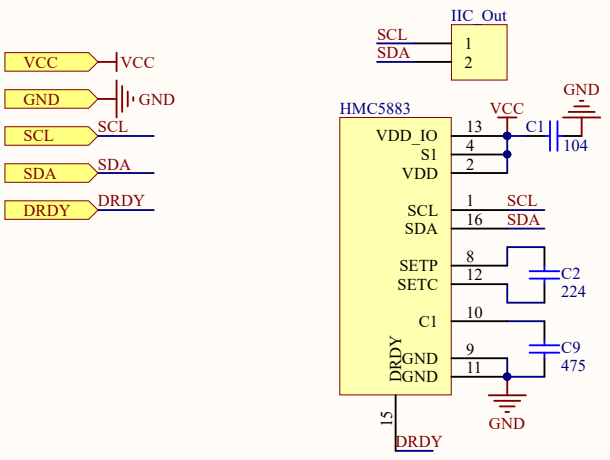 IIC_Out
SCL 1
SDA 2
VCC VCC
GND GND
SCL SCL
SDA SDA
DRDY DRDY
HMC5883
VCC
GND
VDD_IO 13
C1
104
S1 4
VDD 2
SCL 1 SCL
SDA 16 SDA
SETP 8
SETC 12
C2
224
C1 10
C9
475
GND 9
GND 11
GND
DRDY
15
DRDY